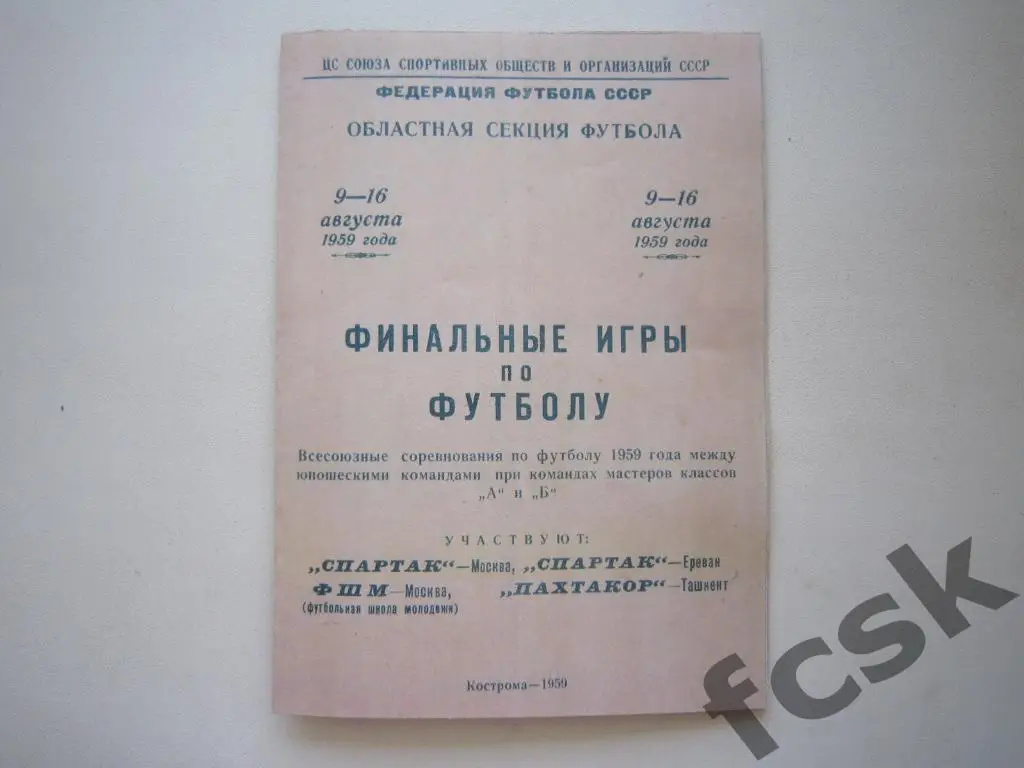 ЦС СОЮЗА СПОРТИВНЫХ ОБЩЕСТВ И ОРГАНИЗАЦИЙ СССР
ФЕДЕРАЦИЯ ФУТБОЛА СССР
ОБЛАСТНАЯ СЕКЦИЯ ФУТБОЛА
9—16 9—16
августа августа
1959 года 1959 года
ФИНАЛЬНЫЕ ИГРЫ
ПО
ФУТБОЛУ
Всесоюзные соревнования по футболу 1959 года между
юношескими командами при командах мастеров классов
„А“ и „Б“
УЧАСТВУЮТ:
„СПАРТАК“—Москва, „СПАРТАК“—Ереван
ФШМ—Москва, „ПАХТАКОР“—Ташкент
(футбольная школа молодежи)
Кострома—1959
fcsk